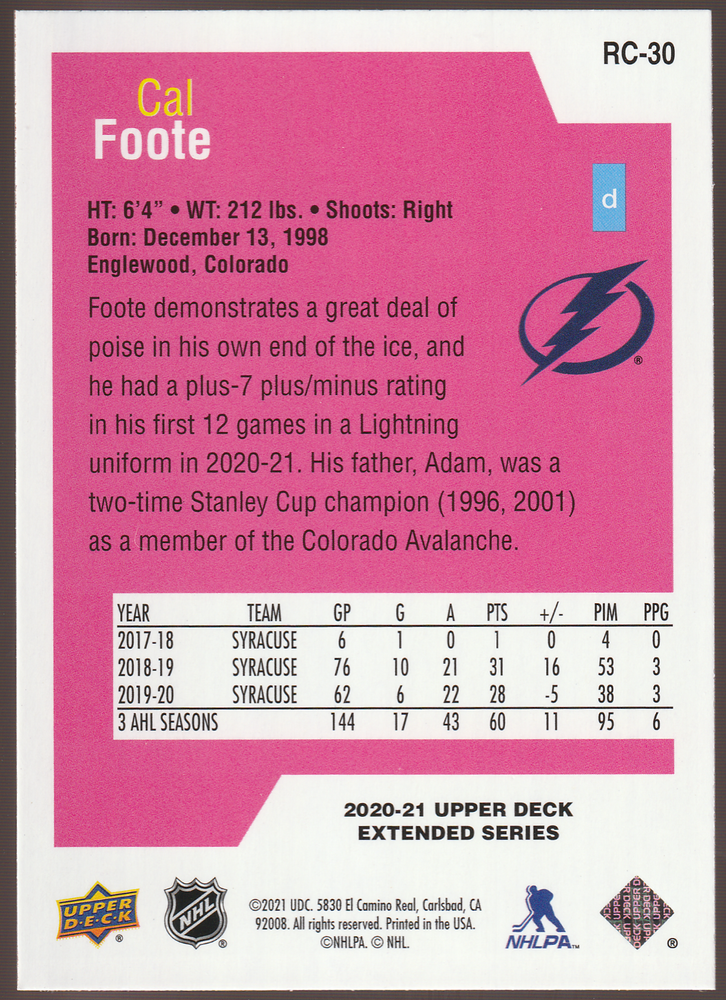 RC-30
Cal
Foote
d
HT: 6'4" • WT: 212 lbs. • Shoots: Right
Born: December 13, 1998
Englewood, Colorado
Foote demonstrates a great deal of
poise in his own end of the ice, and
he had a plus-7 plus/minus rating
in his first 12 games in a Lightning
uniform in 2020-21. His father, Adam, was a
two-time Stanley Cup champion (1996, 2001)
as a member of the Colorado Avalanche.
®
YEAR TEAM GP G A PTS +/- PIM PPG
2017-18 SYRACUSE 6 1 0 1 0 4 0
2018-19 SYRACUSE 76 10 21 31 16 53 3
2019-20 SYRACUSE 62 6 22 28 -5 38 3
3 AHL SEASONS 144 17 43 60 11 95 6
2020-21 UPPER DECK
EXTENDED SERIES
UPPER
D·E·C·K
®
NHL
®
©2021 UDC. 5830 El Camino Real, Carlsbad, CA
92008. All rights reserved. Printed in the USA.
©NHLPA. © NHL.
NHLPA™
®